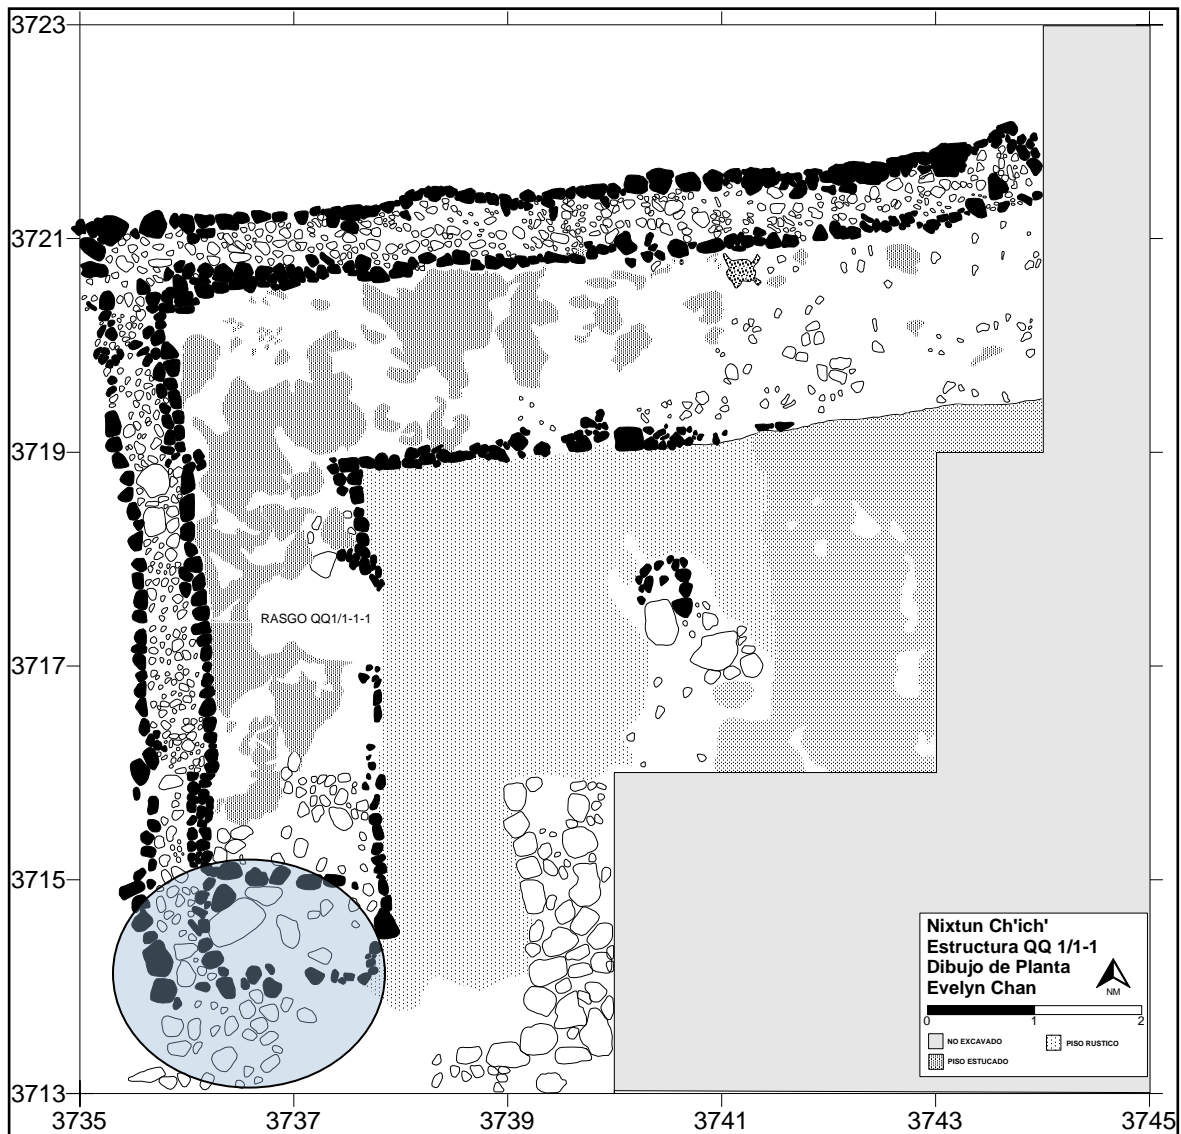 3723
3721
3719
3717
3715
3713
RASGO QQ1/1-1-1
Nixtun Ch'ich'
Estructura QQ 1/1-1
Dibujo de Planta
Evelyn Chan
NM
0 1 2
NO EXCAVADO
PISO RUSTICO
PISO ESTUCADO
3735 3737 3739 3741 3743 3745